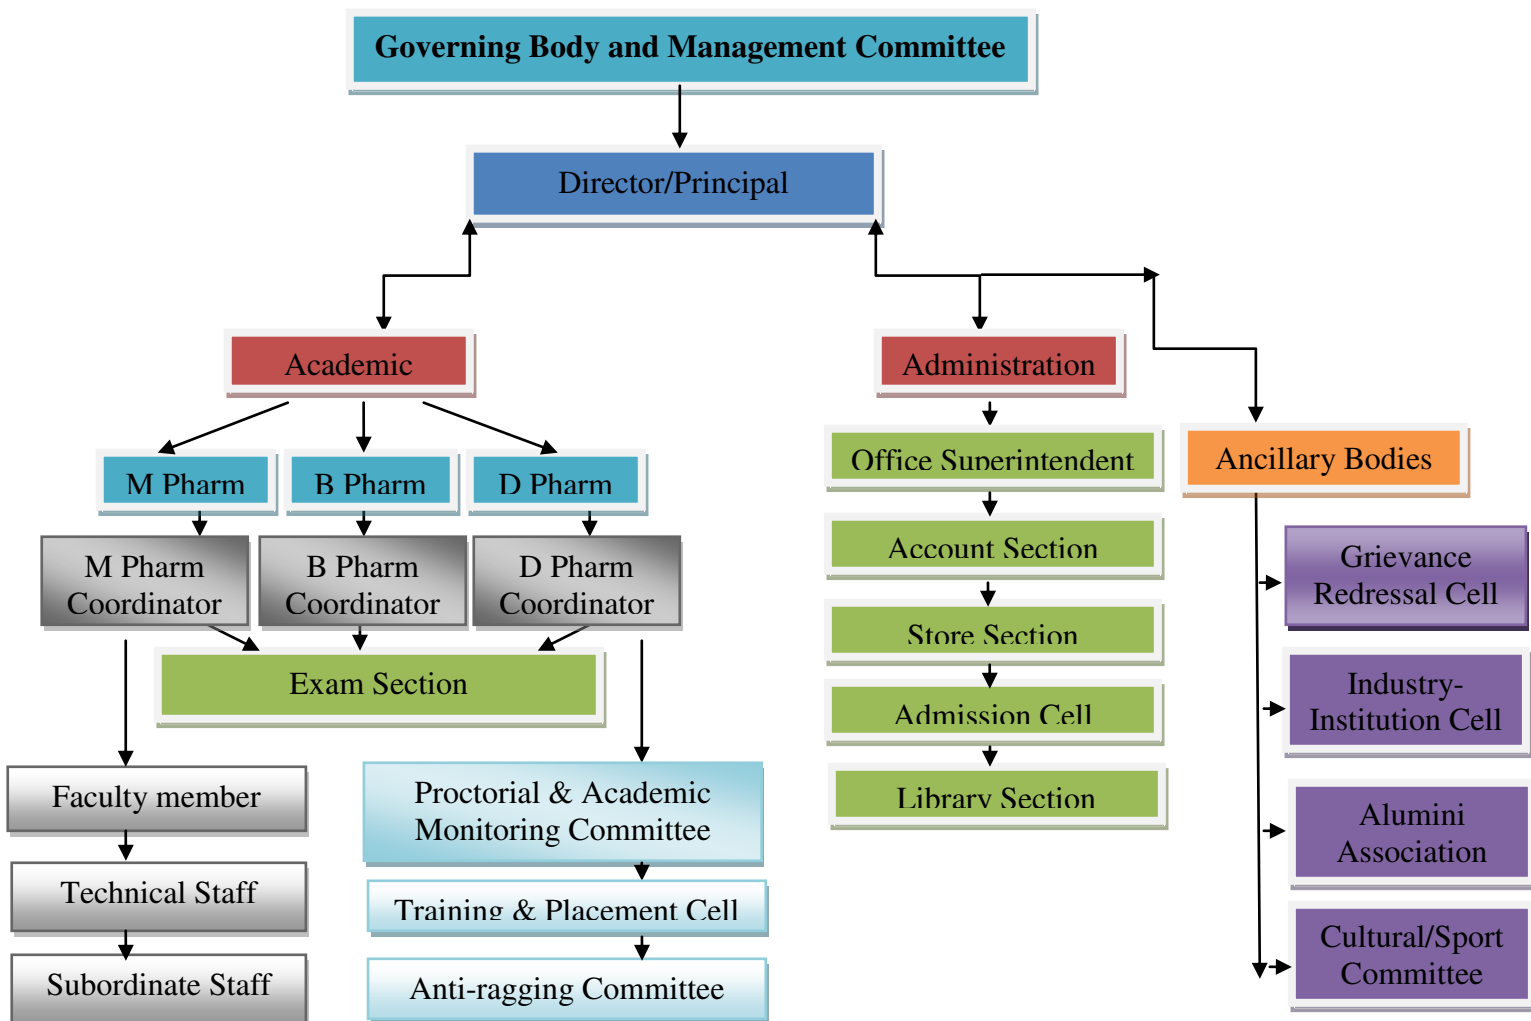 Governing Body and Management Committee
Director/Principal
Academic
Administration
Ancillary Bodies
M Pharm
B Pharm
D Pharm
M Pharm
Coordinator
B Pharm
Coordinator
D Pharm
Coordinator
Exam Section
Faculty member
Technical Staff
Subordinate Staff
Proctorial & Academic
Monitoring Committee
Training & Placement Cell
Anti-ragging Committee
Office Superintendent
Account Section
Store Section
Admission Cell
Library Section
Grievance
Redressal Cell
Industry-
Institution Cell
Alumini
Association
Cultural/Sport
Committee